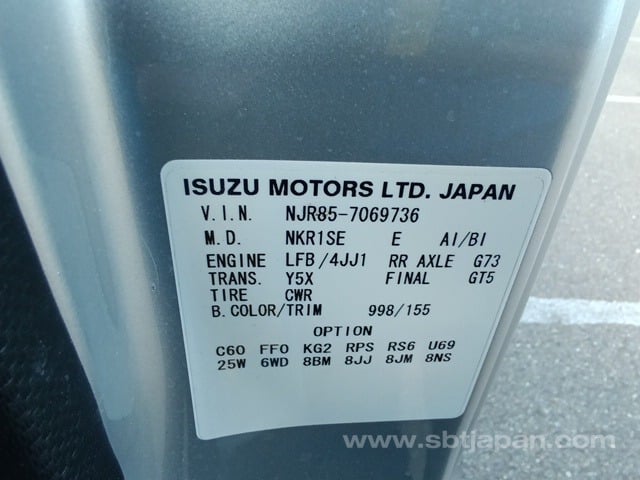 ISUZU MOTORS LTD. JAPAN
V.I.N. NJR85-7069736
M.D. NKR1SE E AI/BI
ENGINE LFB/4JJ1 RR AXLE G73
TRANS. Y5X FINAL GT5
TIRE CWR
B.COLOR/TRIM 998/155
OPTION
C60 FF0 KG2 RPS RS6 U69
25W 6WD 8BM 8JJ 8JM 8NS
www.sbtjapan.com